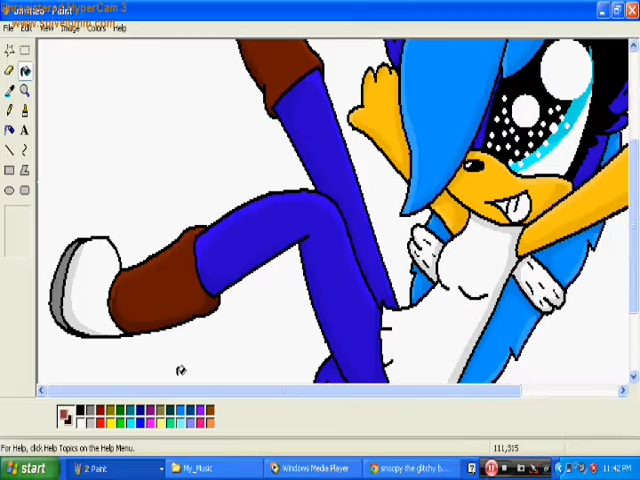 Unregistered HyperCam 3
untitled - Paint
www.solveigmm.com
File Edit View Image Colors Help
A
For Help, click Help Topics on the Help Menu.
111,315
start
2 Paint
My_Music
Windows Media Player
snoopy the glitchy b...
11:42 PM